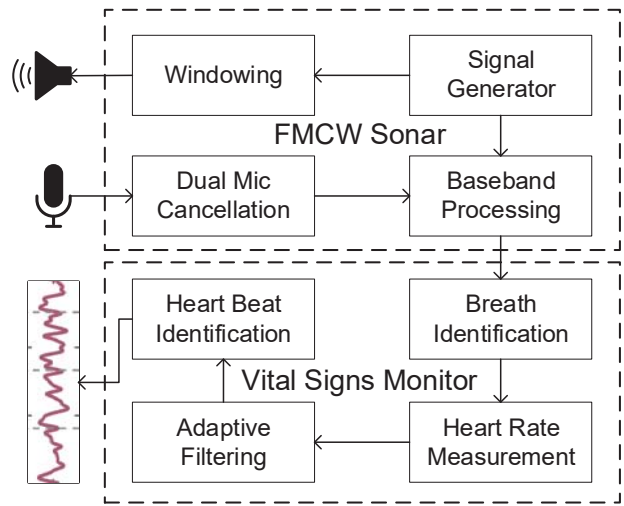 Windowing
Signal
Generator
FMCW Sonar
Dual Mic
Cancellation
Baseband
Processing
Heart Beat
Identification
Breath
Identification
Vital Signs Monitor
Adaptive
Filtering
Heart Rate
Measurement